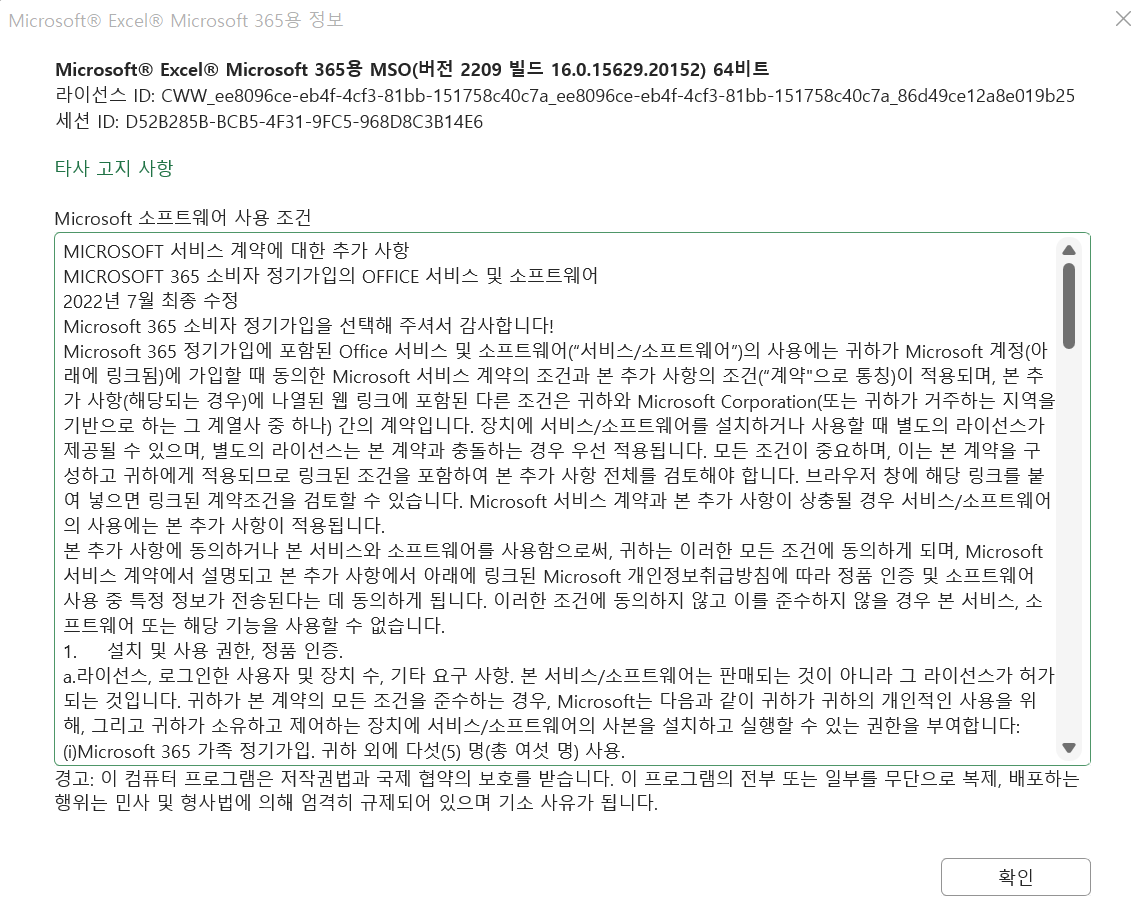 Microsoft® Excel® Microsoft 365용 정보
Microsoft® Excel® Microsoft 365용 MSO(버전 2209 빌드 16.0.15629.20152) 64비트
라이선스 ID: CWW_ee8096ce-eb4f-4cf3-81bb-151758c40c7a_ee8096ce-eb4f-4cf3-81bb-151758c40c7a_86d49ce12a8e019b25
세션 ID: D52B285B-BCB5-4F31-9FC5-968D8C3B14E6
타사 고지 사항
Microsoft 소프트웨어 사용 조건
MICROSOFT 서비스 계약에 대한 추가 사항
MICROSOFT 365 소비자 정기가입의 OFFICE 서비스 및 소프트웨어
2022년 7월 최종 수정
Microsoft 365 소비자 정기가입을 선택해 주셔서 감사합니다!
Microsoft 365 정기가입에 포함된 Office 서비스 및 소프트웨어(“서비스/소프트웨어”)의 사용에는 귀하가 Microsoft 계정(아
래에 링크됨)에 가입할 때 동의한 Microsoft 서비스 계약의 조건과 본 추가 사항의 조건(“계약"으로 통칭)이 적용되며, 본 추
가 사항(해당되는 경우)에 나열된 웹 링크에 포함된 다른 조건은 귀하와 Microsoft Corporation(또는 귀하가 거주하는 지역을
기반으로 하는 그 계열사 중 하나) 간의 계약입니다. 장치에 서비스/소프트웨어를 설치하거나 사용할 때 별도의 라이선스가
제공될 수 있으며, 별도의 라이선스는 본 계약과 충돌하는 경우 우선 적용됩니다. 모든 조건이 중요하며, 이는 본 계약을 구
성하고 귀하에게 적용되므로 링크된 조건을 포함하여 본 추가 사항 전체를 검토해야 합니다. 브라우저 창에 해당 링크를 붙
여 넣으면 링크된 계약조건을 검토할 수 있습니다. Microsoft 서비스 계약과 본 추가 사항이 상충될 경우 서비스/소프트웨어
의 사용에는 본 추가 사항이 적용됩니다.
본 추가 사항에 동의하거나 본 서비스와 소프트웨어를 사용함으로써, 귀하는 이러한 모든 조건에 동의하게 되며, Microsoft
서비스 계약에서 설명되고 본 추가 사항에서 아래에 링크된 Microsoft 개인정보취급방침에 따라 정품 인증 및 소프트웨어
사용 중 특정 정보가 전송된다는 데 동의하게 됩니다. 이러한 조건에 동의하지 않고 이를 준수하지 않을 경우 본 서비스, 소
프트웨어 또는 해당 기능을 사용할 수 없습니다.
1. 설치 및 사용 권한, 정품 인증.
a.라이선스, 로그인한 사용자 및 장치 수, 기타 요구 사항. 본 서비스/소프트웨어는 판매되는 것이 아니라 그 라이선스가 허가
되는 것입니다. 귀하가 본 계약의 모든 조건을 준수하는 경우, Microsoft는 다음과 같이 귀하가 귀하의 개인적인 사용을 위
해, 그리고 귀하가 소유하고 제어하는 장치에 서비스/소프트웨어의 사본을 설치하고 실행할 수 있는 권한을 부여합니다:
(i)Microsoft 365 가족 정기가입. 귀하 외에 다섯(5) 명(총 여섯 명) 사용.
경고: 이 컴퓨터 프로그램은 저작권법과 국제 협약의 보호를 받습니다. 이 프로그램의 전부 또는 일부를 무단으로 복제, 배포하는
행위는 민사 및 형사법에 의해 엄격히 규제되어 있으며 기소 사유가 됩니다.
확인